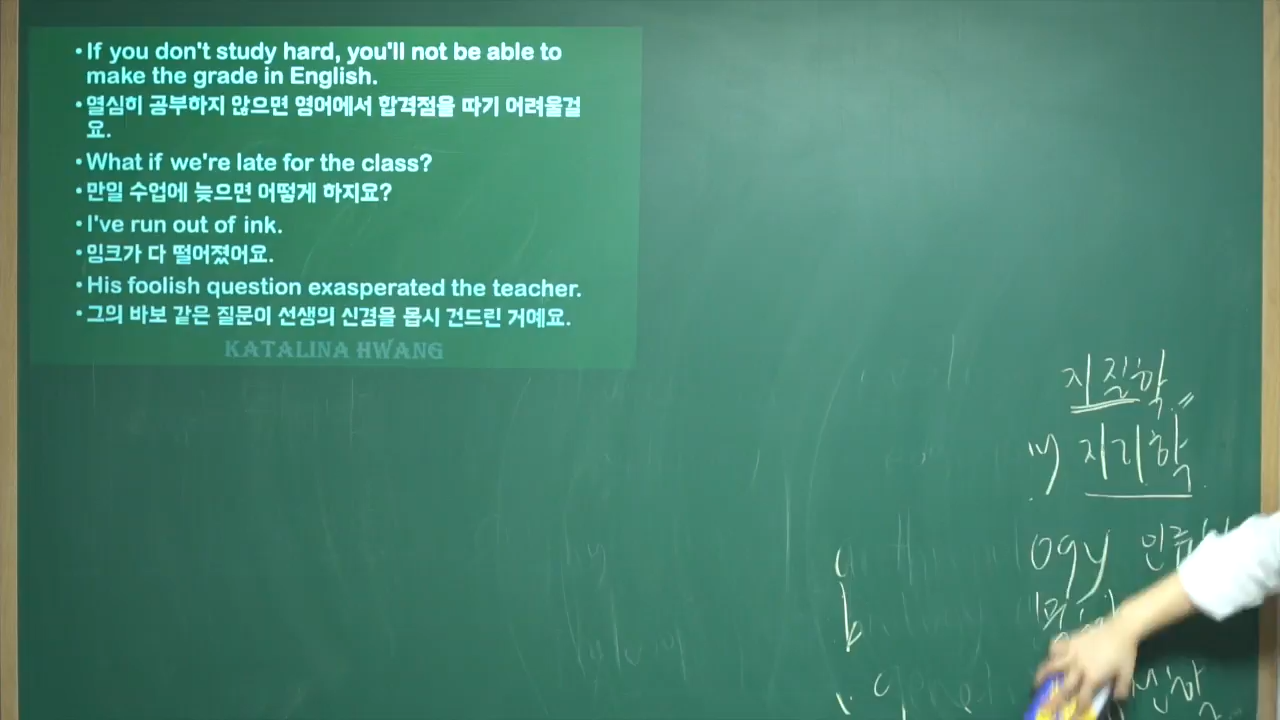 • If you don't study hard, you'll not be able to
make the grade in English.
• 열심히 공부하지 않으면 영어에서 합격점을 따기 어려울걸
요.
• What if we're late for the class?
• 만일 수업에 늦으면 어떻게 하지요?
• I've run out of ink.
• 잉크가 다 떨어졌어요.
• His foolish question exasperated the teacher.
• 그의 바보 같은 질문이 선생의 신경을 몹시 건드린 거예요.
KATALINA HWANG
지질학
지리학
ogy 인류